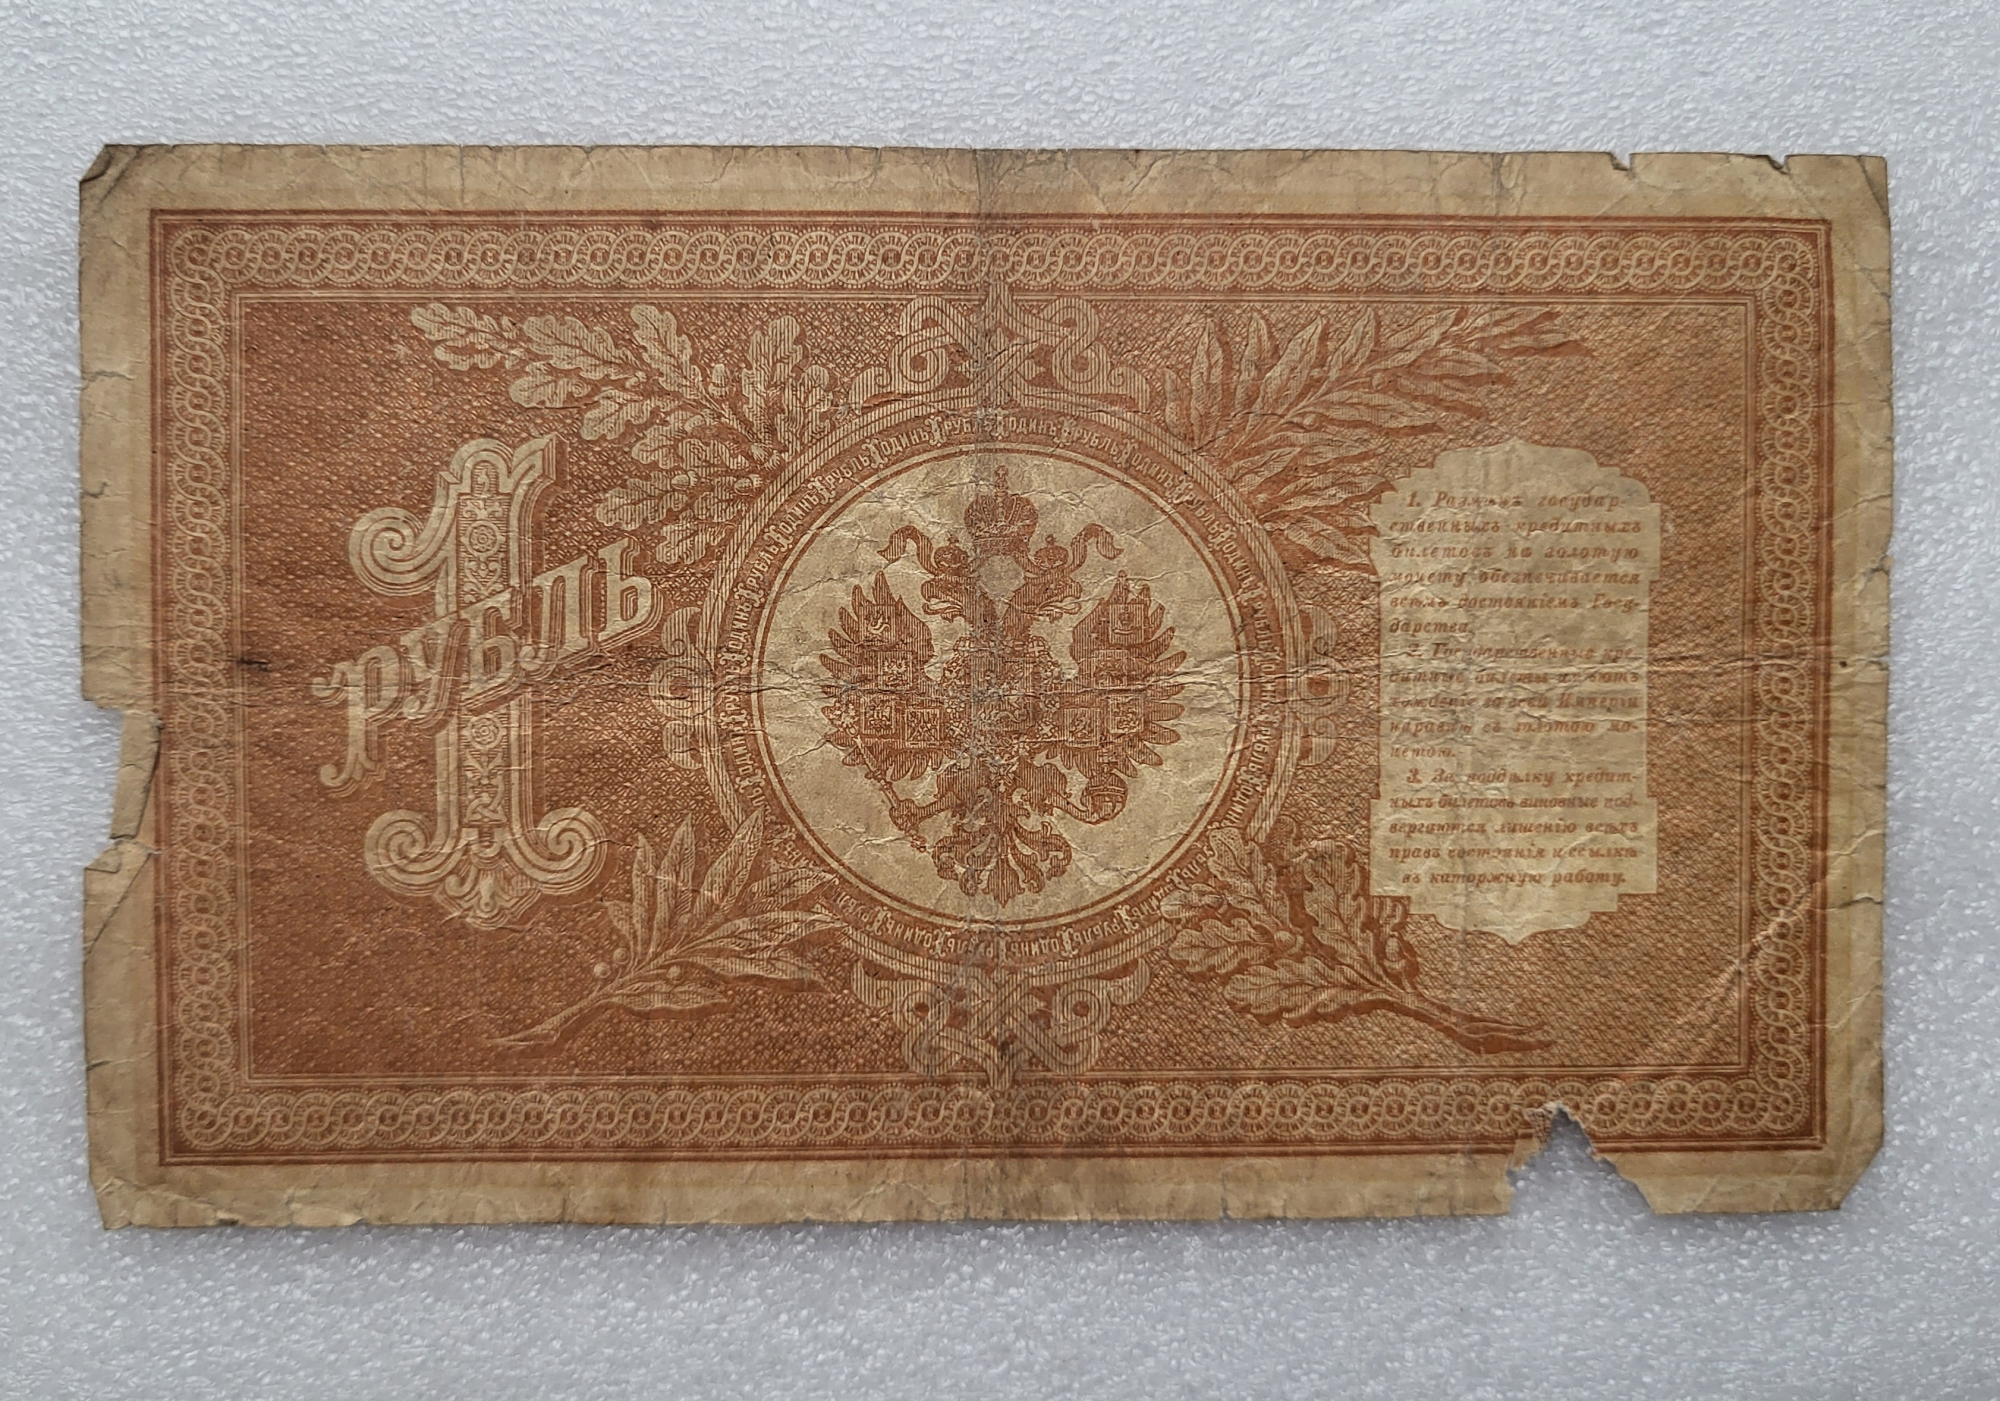 1
РУБЛЬ
1. Размѣнъ государ-
ственныхъ кредитныхъ
билетовъ на золотую
монету обезпечивается
всѣмъ достояніемъ Госу-
дарства.
2. Государственные кре-
дитные билеты имѣютъ
хожденіе во всей Имперіи
наравнѣ съ золотою мо-
нетою.
3. За поддѣлку кредит-
ныхъ билетовъ виновные под-
вергаются лишенію всѣхъ
правъ состоянія и ссылкѣ
въ каторжную работу.